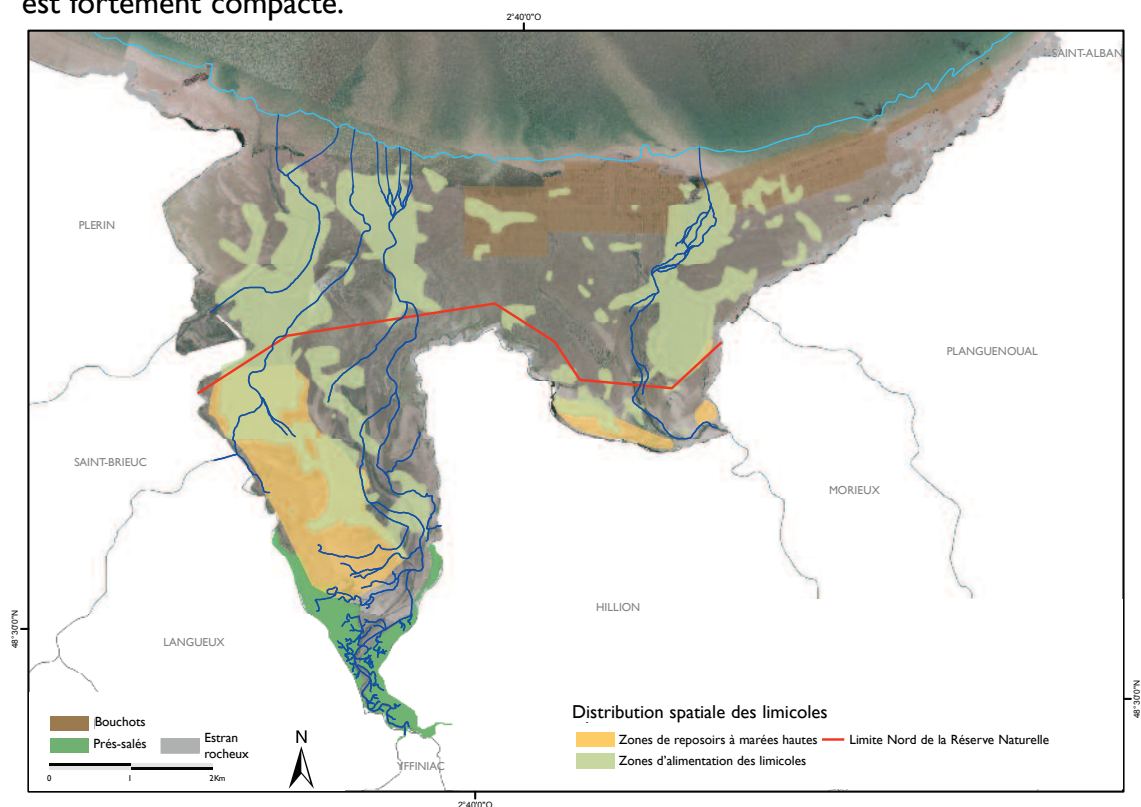 est fortement compacté.
2°40'0"O
SAINT-ALBAN
PLERIN
PLANGUENOUAL
SAINT-BRIEUC
MORIEUX
HILLION
LANGUEUX
48°30'0"N
48°30'0"N
Distribution spatiale des limicoles
Bouchots
Prés-salés
Estran
rocheux
N
Zones de reposoirs à marées hautes
Limite Nord de la Réserve Naturelle
Zones d'alimentation des limicoles
YFFINIAC
0 1 2Km
2°40'0"O